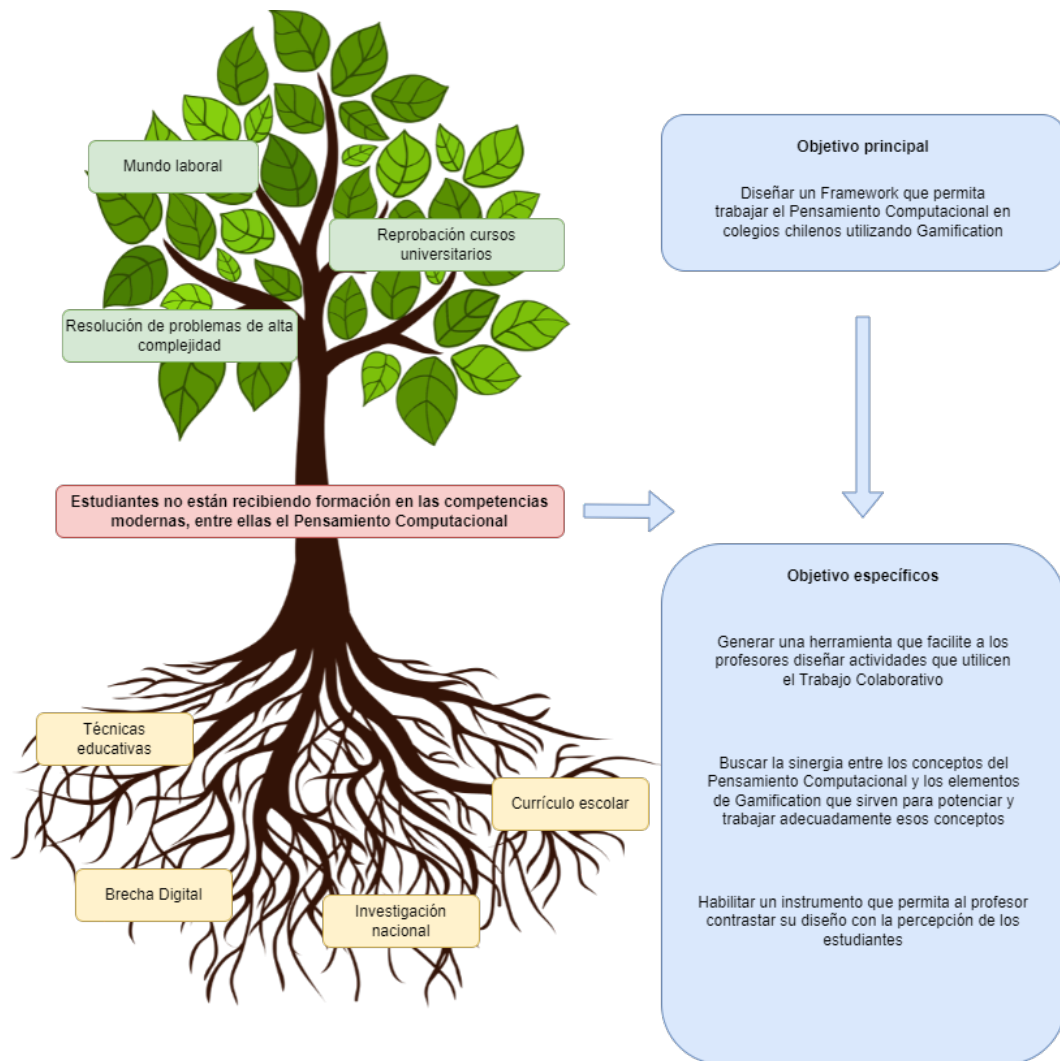 Mundo laboral
Reprobación cursos
universitarios
Resolución de problemas de alta
complejidad
Estudiantes no están recibiendo formación en las competencias
modernas, entre ellas el Pensamiento Computacional
Técnicas
educativas
Currículo escolar
Brecha Digital
Investigación
nacional
Objetivo principal
Diseñar un Framework que permita
trabajar el Pensamiento Computacional en
colegios chilenos utilizando Gamification
Objetivo específicos
Generar una herramienta que facilite a los
profesores diseñar actividades que utilicen
el Trabajo Colaborativo
Buscar la sinergia entre los conceptos del
Pensamiento Computacional y los elementos
de Gamification que sirven para potenciar y
trabajar adecuadamente esos conceptos
Habilitar un instrumento que permita al profesor
contrastar su diseño con la percepción de los
estudiantes